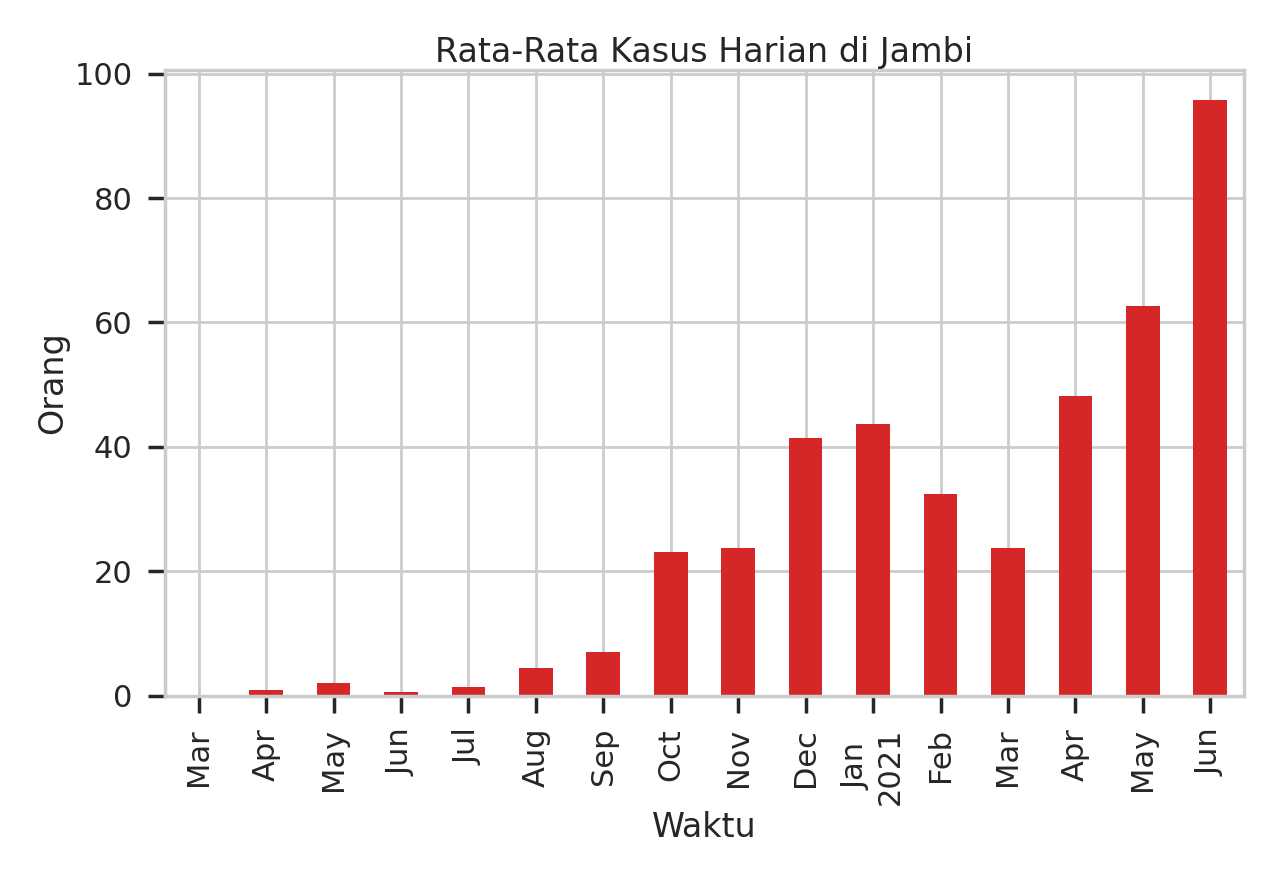 Rata-Rata Kasus Harian di Jambi
100
80
60
40
20
0
Orang
Mar
Apr
May
Jun
Jul
Aug
Sep
Oct
Nov
Dec
Jan
2021
Feb
Mar
Apr
May
Jun
Waktu